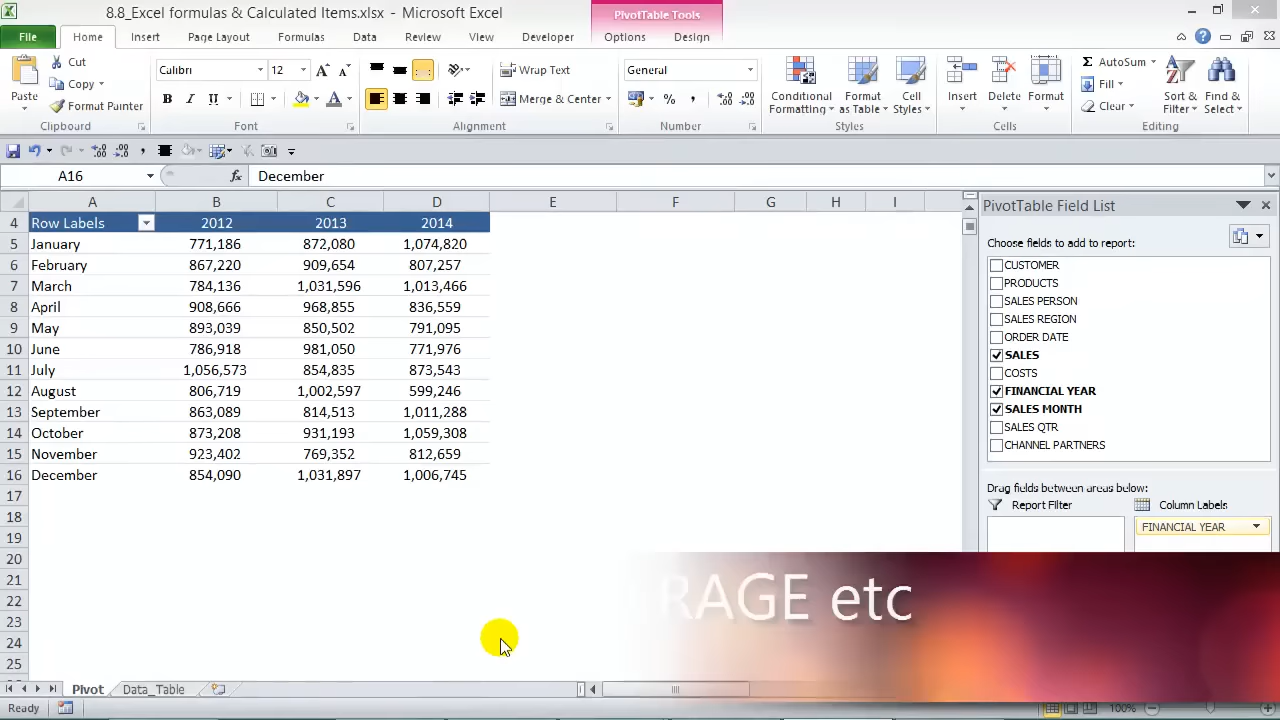 8.8_Excel formulas & Calculated Items.xlsx - Microsoft Excel
PivotTable Tools
File Home Insert Page Layout Formulas Data Review View Developer Options Design
Paste
Cut
Copy
Format Painter
Clipboard
Calibri 12
B I U A
Font
Wrap Text
Merge & Center
Alignment
General
%
Number
Conditional Formatting
Format as Table
Cell Styles
Styles
Insert Delete Format
Cells
AutoSum
Fill
Clear
Sort & Filter
Find & Select
Editing
A16 fx December
A B C D E F G H I
4 Row Labels 2012 2013 2014
5 January 771,186 872,080 1,074,820
6 February 867,220 909,654 807,257
7 March 784,136 1,031,596 1,013,466
8 April 908,666 968,855 836,559
9 May 893,039 850,502 791,095
10 June 786,918 981,050 771,976
11 July 1,056,573 854,835 873,543
12 August 806,719 1,002,597 599,246
13 September 863,089 814,513 1,011,288
14 October 873,208 931,193 1,059,308
15 November 923,402 769,352 812,659
16 December 854,090 1,031,897 1,006,745
17
18
19
20
21
22
23
24
25
PivotTable Field List
Choose fields to add to report:
CUSTOMER
PRODUCTS
SALES PERSON
SALES REGION
ORDER DATE
SALES
COSTS
FINANCIAL YEAR
SALES MONTH
SALES QTR
CHANNEL PARTNERS
Drag fields between areas below:
Report Filter Column Labels
FINANCIAL YEAR
RAGE etc
Pivot Data_Table
Ready 100%